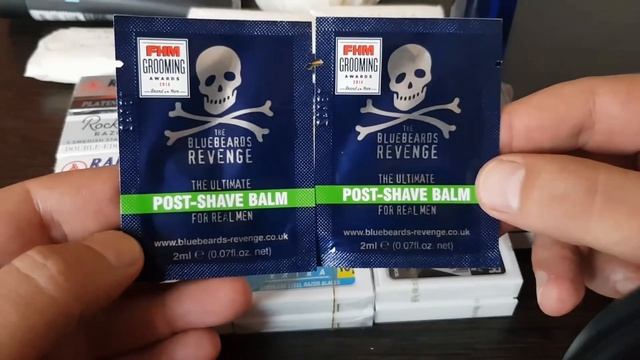 FHM
GROOMING
AWARDS
2014
THE
BLUEBEARDS
REVENGE
THE ULTIMATE
POST-SHAVE BALM
FOR REAL MEN
www.bluebeards-revenge.co.uk
2ml ℮ (0.07fl.oz. net)
FHM
GROOMING
AWARDS
2014
THE
BLUEBEARDS
REVENGE
THE ULTIMATE
POST-SHAVE BALM
FOR REAL MEN
www.bluebeards-revenge.co.uk
2ml ℮ (0.07fl.oz. net)